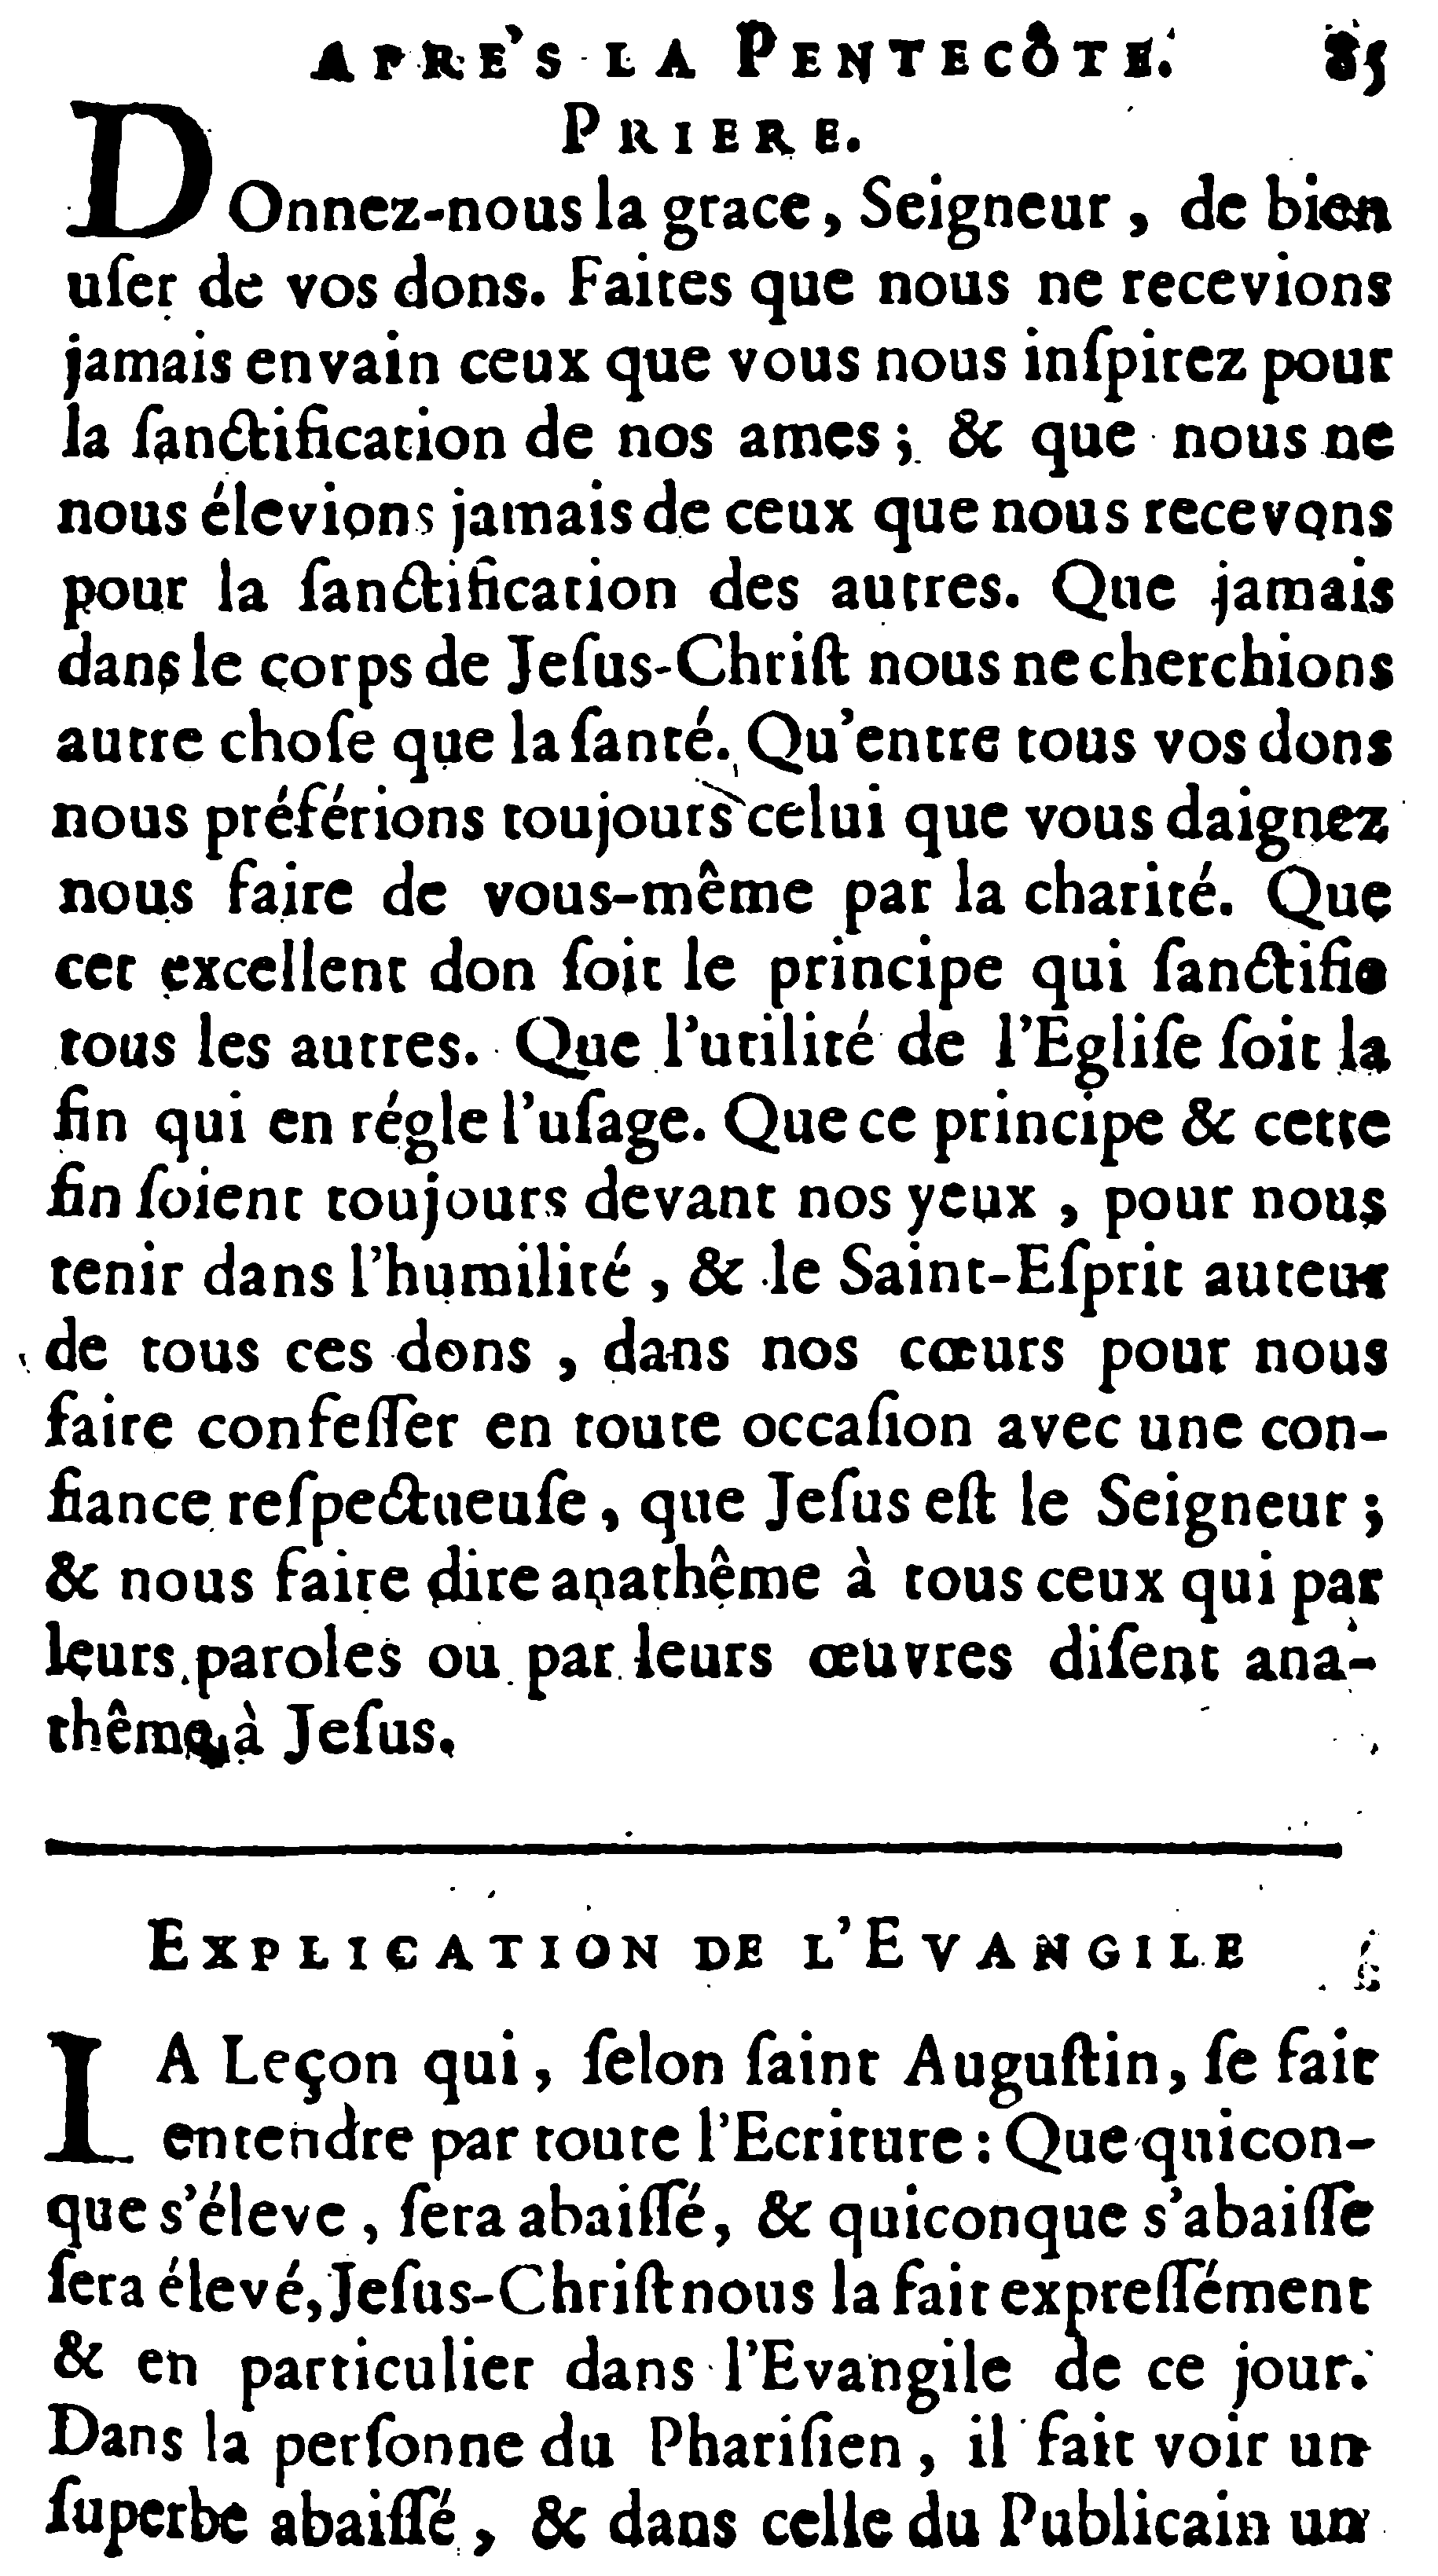 APRE'S LA PENTECÔTE. 85
PRIERE.
DOnnez-nous la grace, Seigneur, de bien
uſer de vos dons. Faites que nous ne recevions
jamais en vain ceux que vous nous inſpirez pour
la ſanctification de nos ames; & que nous ne
nous élevions jamais de ceux que nous recevons
pour la ſanctification des autres. Que jamais
dans le corps de Jeſus-Chriſt nous ne cherchions
autre choſe que la ſanté. Qu'entre tous vos dons
nous préférions toujours celui que vous daignez
nous faire de vous-même par la charité. Que
cet excellent don ſoit le principe qui ſanctifie
tous les autres. Que l'utilité de l'Egliſe ſoit la
fin qui en régle l'uſage. Que ce principe & cette
fin ſoient toujours devant nos yeux, pour nous
tenir dans l'humilité, & le Saint-Eſprit auteur
de tous ces dons, dans nos cœurs pour nous
faire confeſſer en toute occaſion avec une con-
fiance reſpectueuſe, que Jeſus eſt le Seigneur;
& nous faire dire anathême à tous ceux qui par
leurs paroles ou par leurs œuvres diſent ana-
thême à Jeſus.
EXPLICATION DE L'EVANGILE
LA Leçon qui, ſelon ſaint Auguſtin, ſe fait
entendre par toute l'Ecriture: Que quicon-
que s'éleve, ſera abaiſſé, & quiconque s'abaiſſe
ſera élevé, Jeſus-Chriſt nous la fait expreſſément
& en particulier dans l'Evangile de ce jour.
Dans la perſonne du Phariſien, il fait voir un
ſuperbe abaiſſé, & dans celle du Publicain un